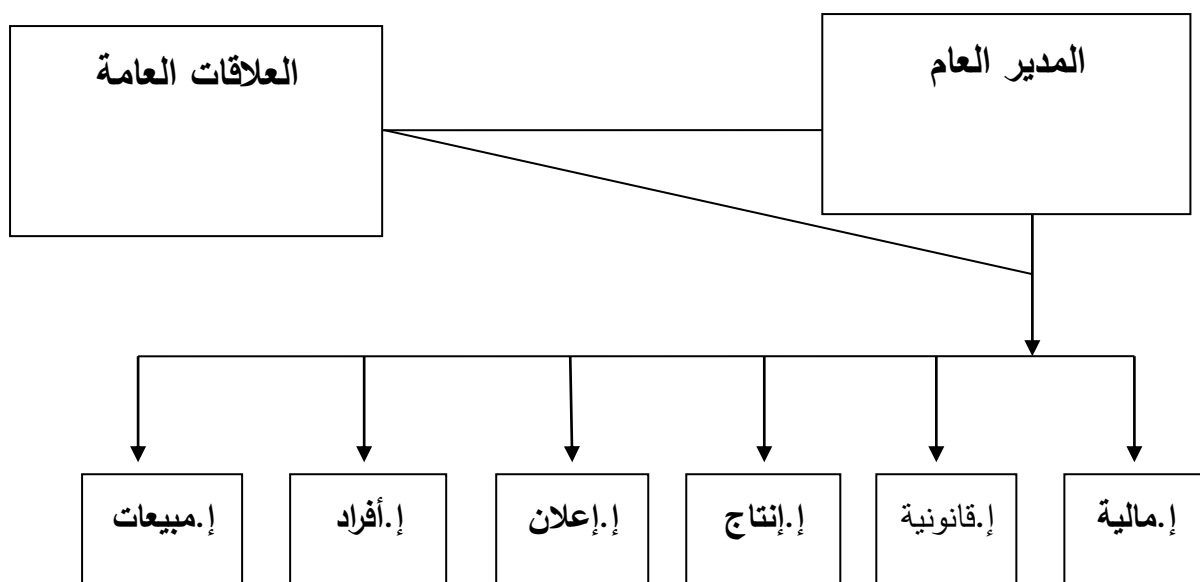 المدير العام
العلاقات العامة
إ.مالية
إ.قانونية
إ.إنتاج
إ.إعلان
إ.أفراد
إ.مبيعات